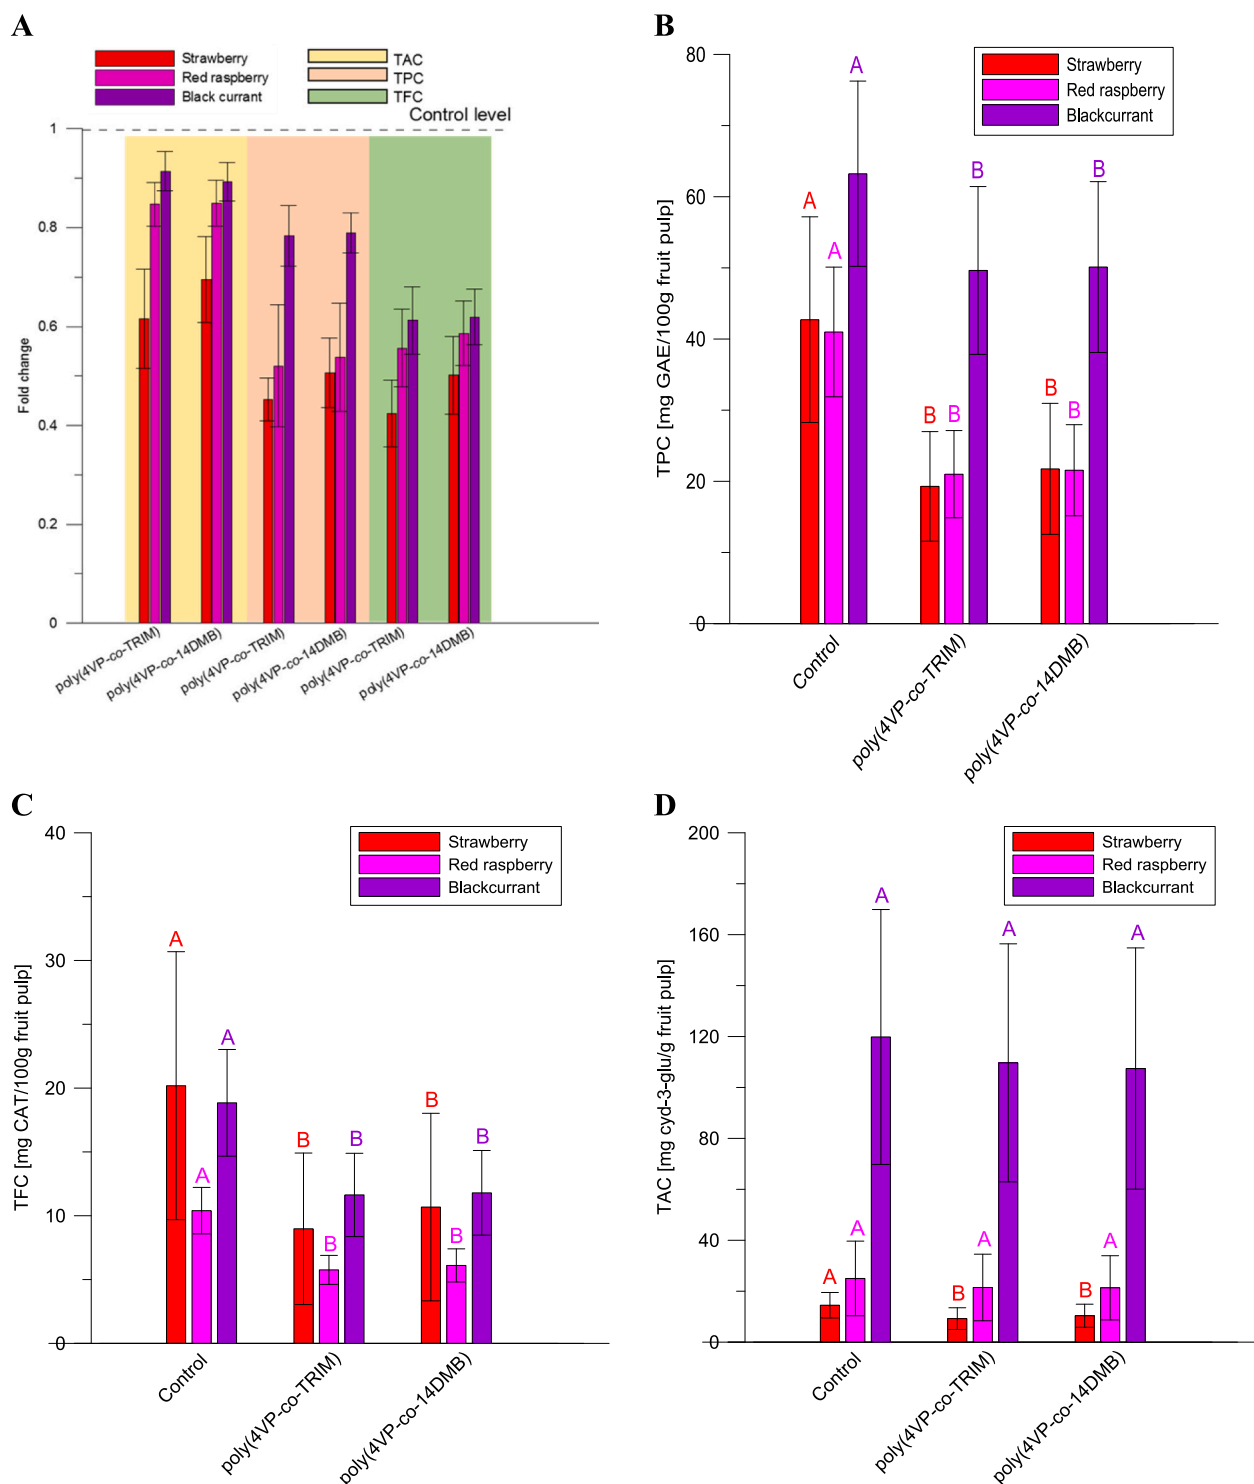 A
Strawberry
Red raspberry
Black currant
TAC
TPC
TFC
Control level
1
0.8
0.6
0.4
0.2
0
Fold change
poly(4VP-co-TRIM)
poly(4VP-co-14DMB)
poly(4VP-co-TRIM)
poly(4VP-co-14DMB)
poly(4VP-co-TRIM)
poly(4VP-co-14DMB)
B
Strawberry
Red raspberry
Blackcurrant
80
60
40
20
0
TPC [mg GAE/100g fruit pulp]
A
A
A
B
B
B
B
B
B
Control
poly(4VP-co-TRIM)
poly(4VP-co-14DMB)
C
Strawberry
Red raspberry
Blackcurrant
40
30
20
10
0
TFC [mg CAT/100g fruit pulp]
A
A
A
B
B
B
B
B
B
Control
poly(4VP-co-TRIM)
poly(4VP-co-14DMB)
D
Strawberry
Red raspberry
Blackcurrant
200
160
120
80
40
0
TAC [mg cyd-3-glu/g fruit pulp]
A
A
A
B
A
A
B
A
A
Control
poly(4VP-co-TRIM)
poly(4VP-co-14DMB)